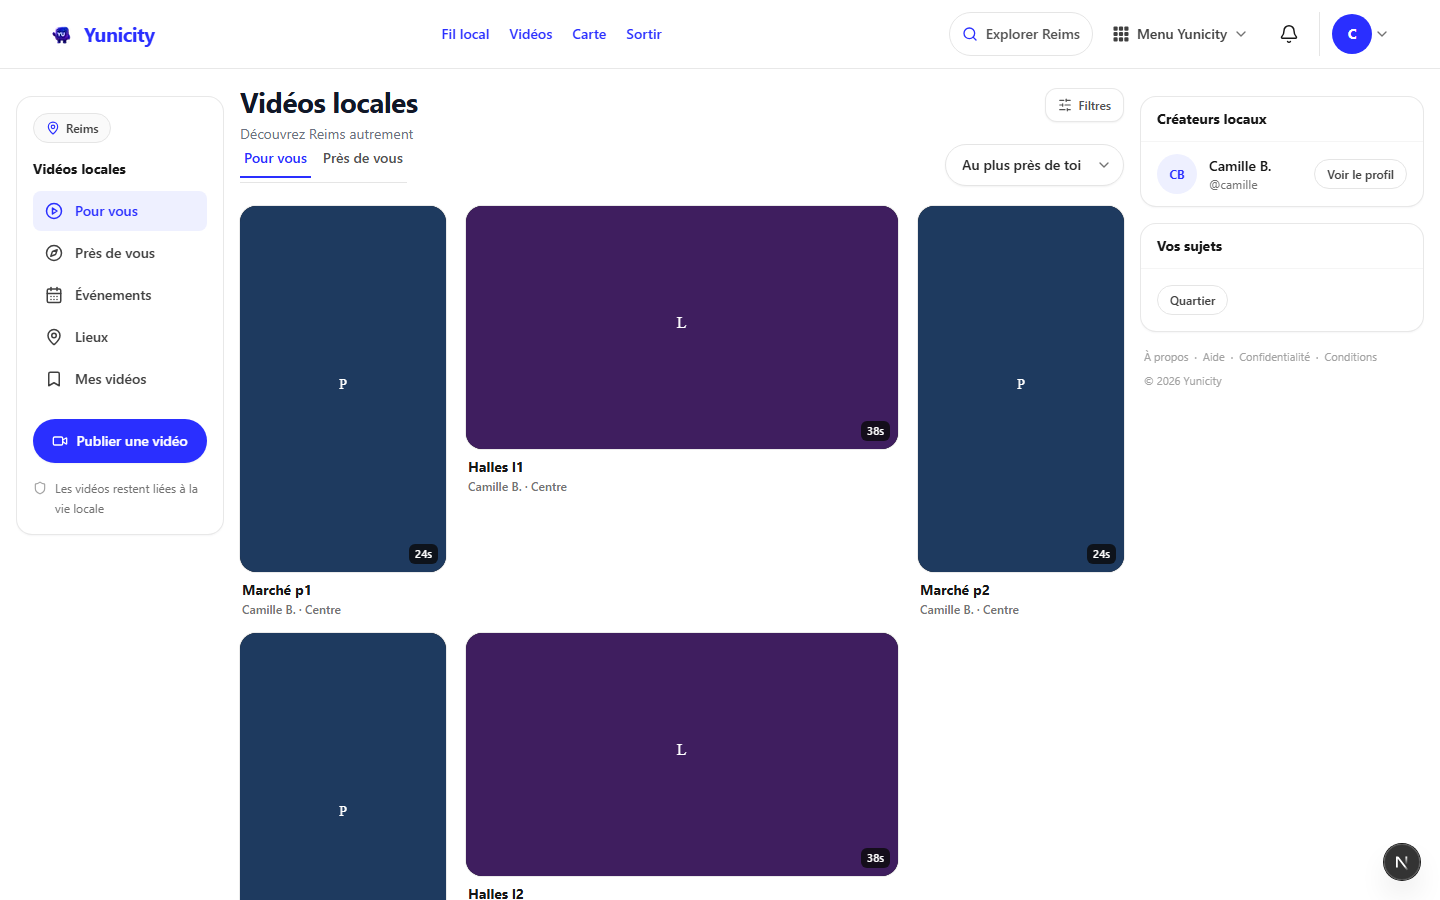 Yunicity
Fil local
Vidéos
Carte
Sortir
Explorer Reims
Menu Yunicity
C
Reims
Vidéos locales
Pour vous
Près de vous
Événements
Lieux
Mes vidéos
Publier une vidéo
Les vidéos restent liées à la
vie locale
Vidéos locales
Découvrez Reims autrement
Filtres
Pour vous
Près de vous
Au plus près de toi
P
24s
Marché p1
Camille B. · Centre
L
38s
Halles l1
Camille B. · Centre
P
24s
Marché p2
Camille B. · Centre
P
L
38s
Halles l2
Créateurs locaux
CB
Camille B.
@camille
Voir le profil
Vos sujets
Quartier
À propos · Aide · Confidentialité · Conditions
© 2026 Yunicity
N